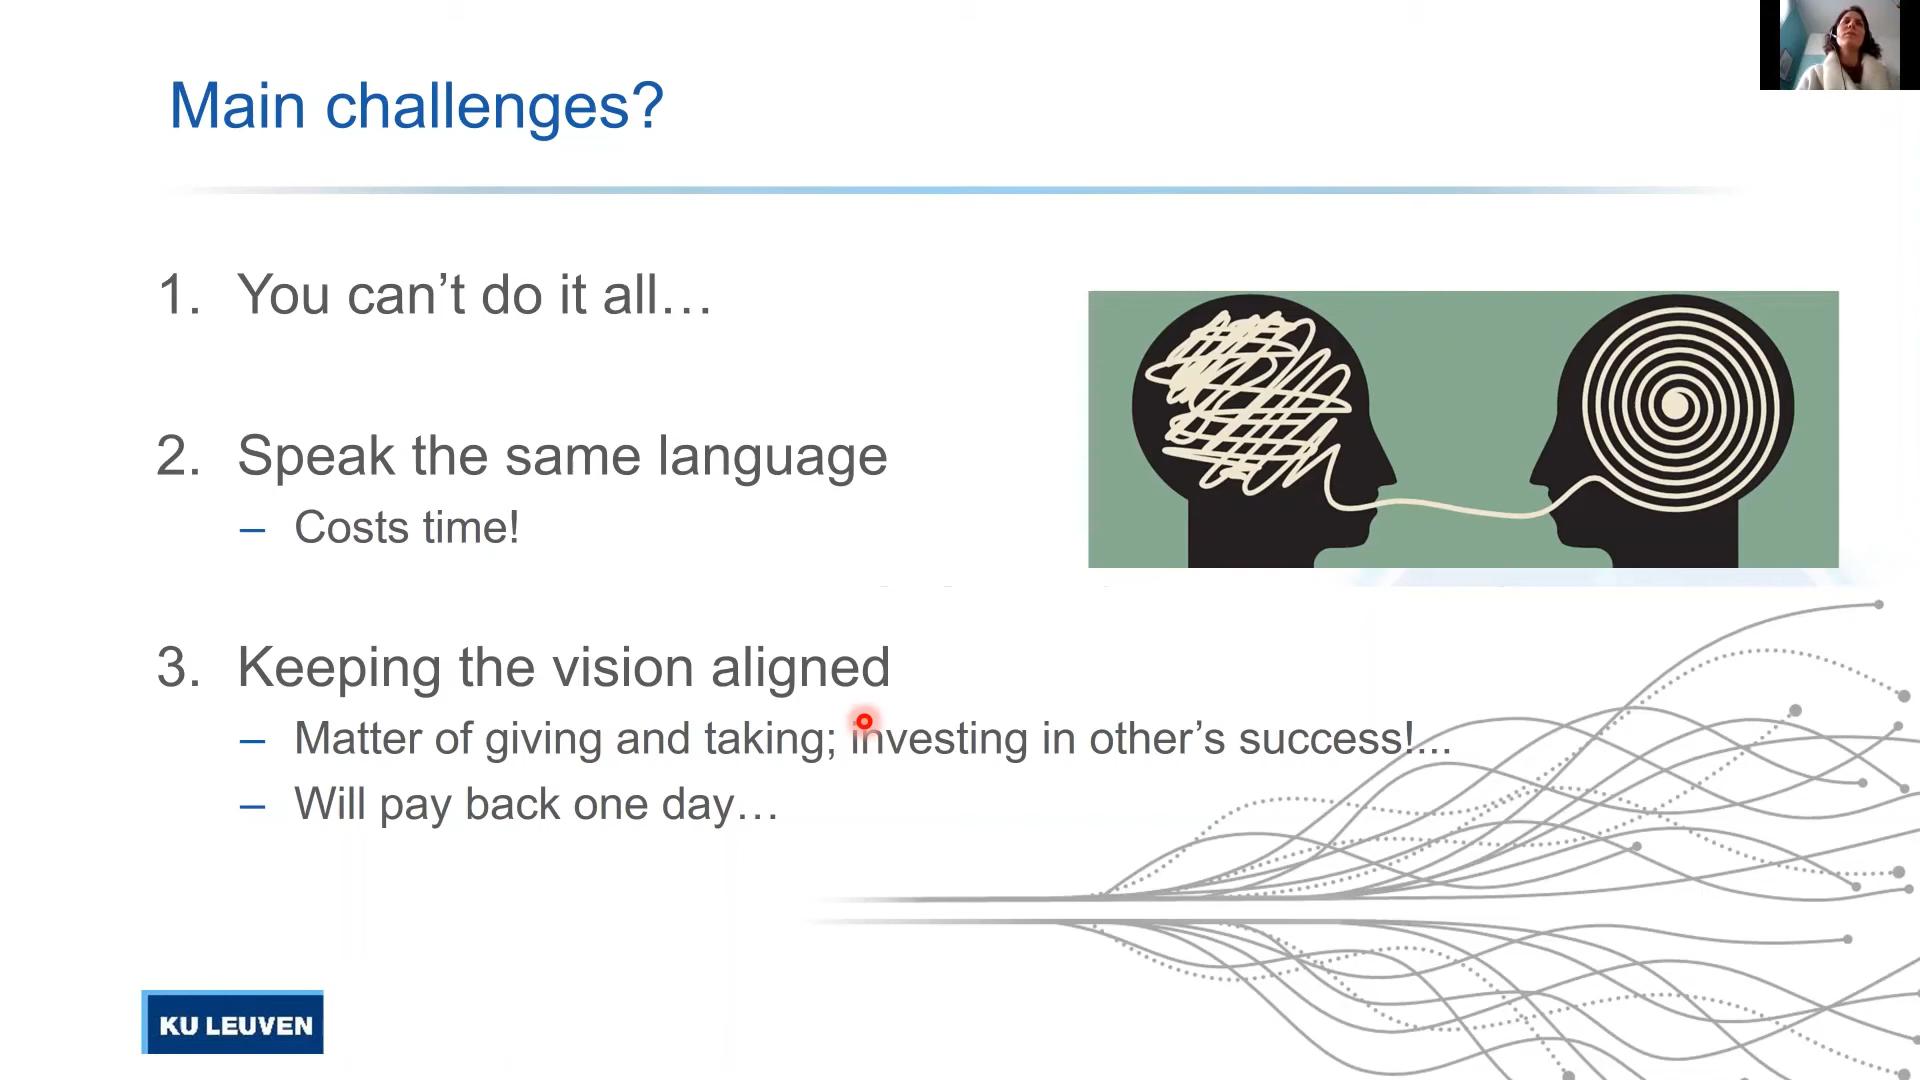 Main challenges?
1. You can’t do it all…
2. Speak the same language
– Costs time!
3. Keeping the vision aligned
– Matter of giving and taking; investing in other’s success!...
– Will pay back one day…
KU LEUVEN